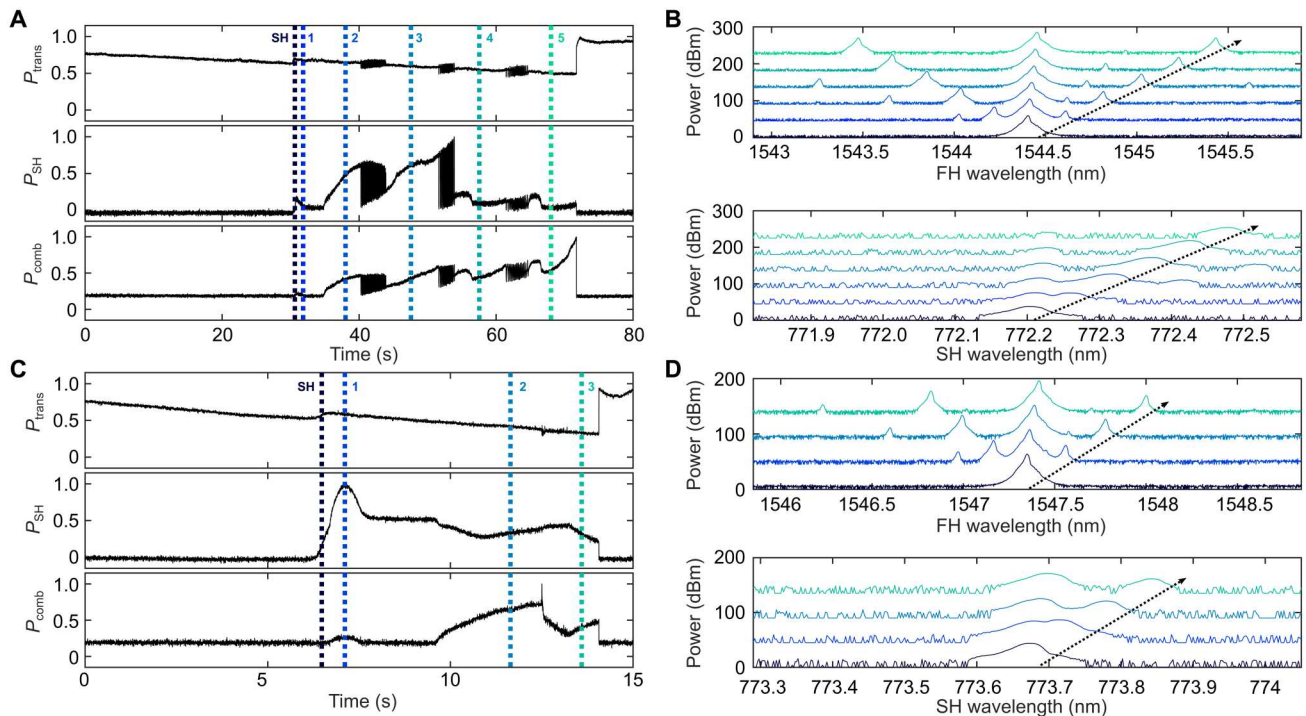 A
SH 1 2 3 4 5
P_trans
1.0
0.5
0
P_SH
1.0
0.5
0
P_comb
1.0
0.5
0
0 20 40 60 80
Time (s)
B
Power (dBm)
300
200
100
0
1543 1543.5 1544 1544.5 1545 1545.5
FH wavelength (nm)
Power (dBm)
300
200
100
0
771.9 772.0 772.1 772.2 772.3 772.4 772.5
SH wavelength (nm)
C
SH 1 2 3
P_trans
1.0
0.5
0
P_SH
1.0
0.5
0
P_comb
1.0
0.5
0
0 5 10 15
Time (s)
D
Power (dBm)
200
100
0
1546 1546.5 1547 1547.5 1548 1548.5
FH wavelength (nm)
Power (dBm)
200
100
0
773.3 773.4 773.5 773.6 773.7 773.8 773.9 774
SH wavelength (nm)